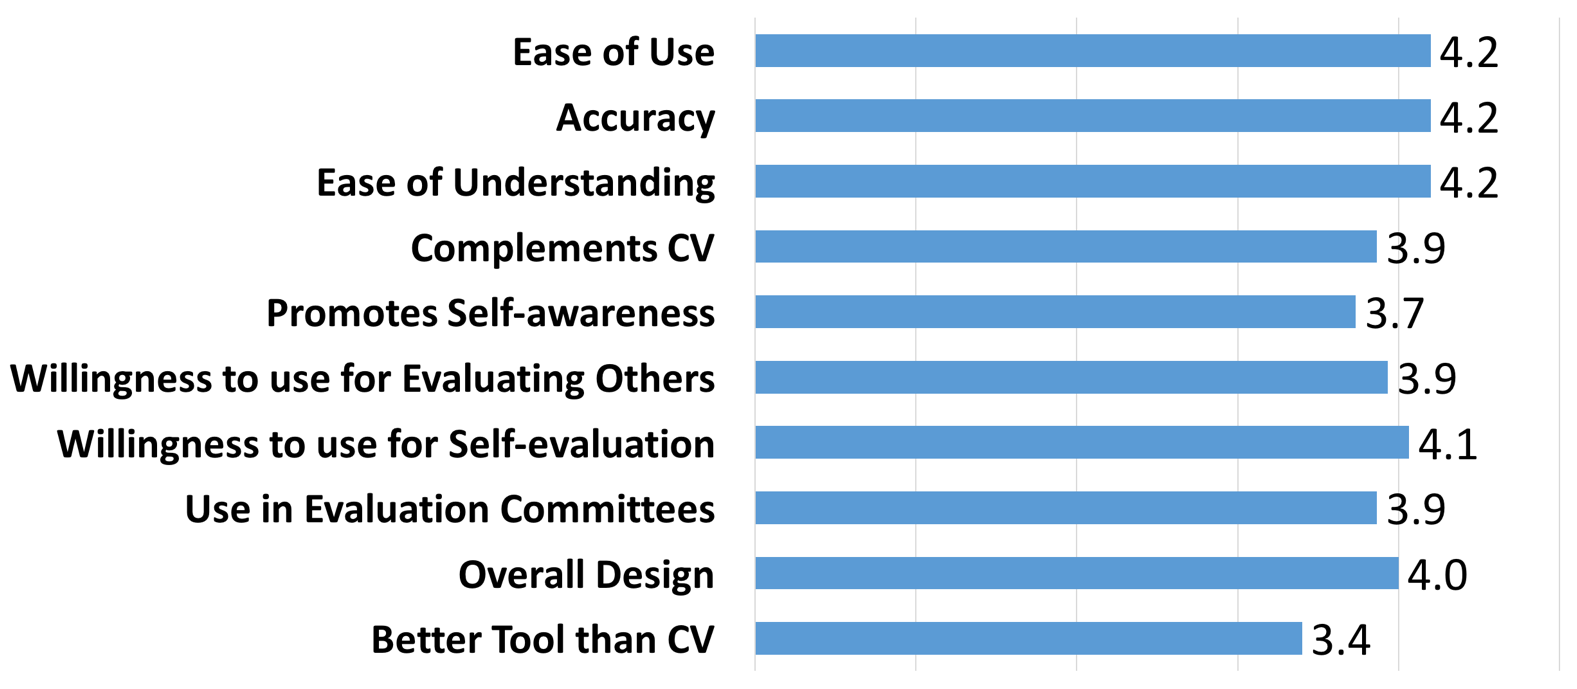 Ease of Use 4.2
Accuracy 4.2
Ease of Understanding 4.2
Complements CV 3.9
Promotes Self-awareness 3.7
Willingness to use for Evaluating Others 3.9
Willingness to use for Self-evaluation 4.1
Use in Evaluation Committees 3.9
Overall Design 4.0
Better Tool than CV 3.4